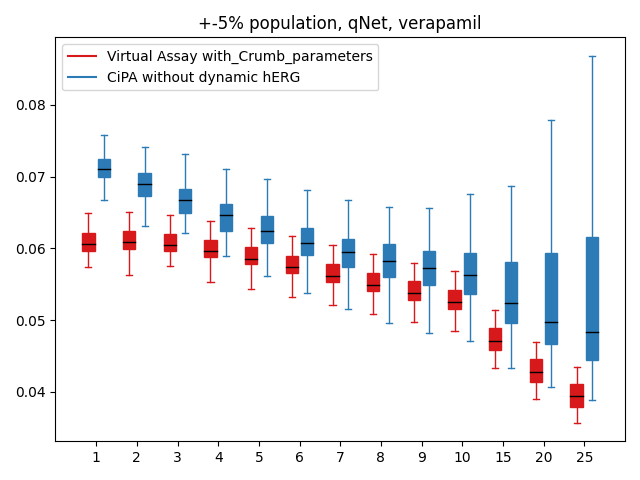 +-5% population, qNet, verapamil
Virtual Assay with_Crumb_parameters
CiPA without dynamic hERG
0.08
0.07
0.06
0.05
0.04
1 2 3 4 5 6 7 8 9 10 15 20 25